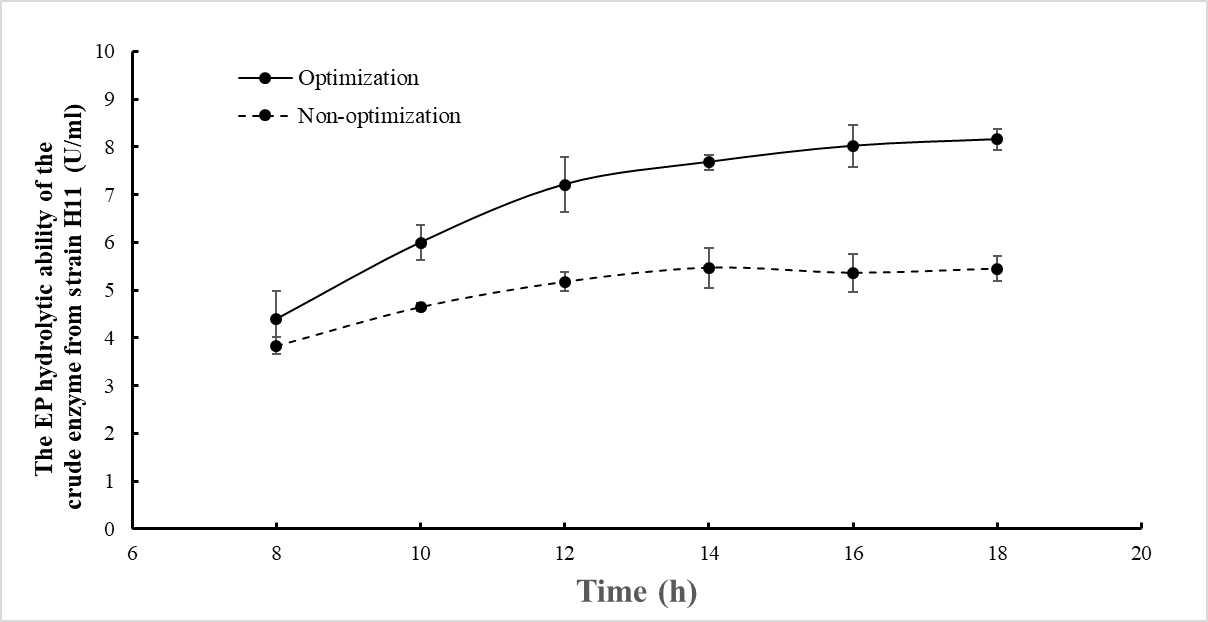 10
9
8
7
6
5
4
3
2
1
0
The EP hydrolytic ability of the
crude enzyme from strain H11 (U/ml)
Optimization
Non-optimization
6 8 10 12 14 16 18 20
Time (h)